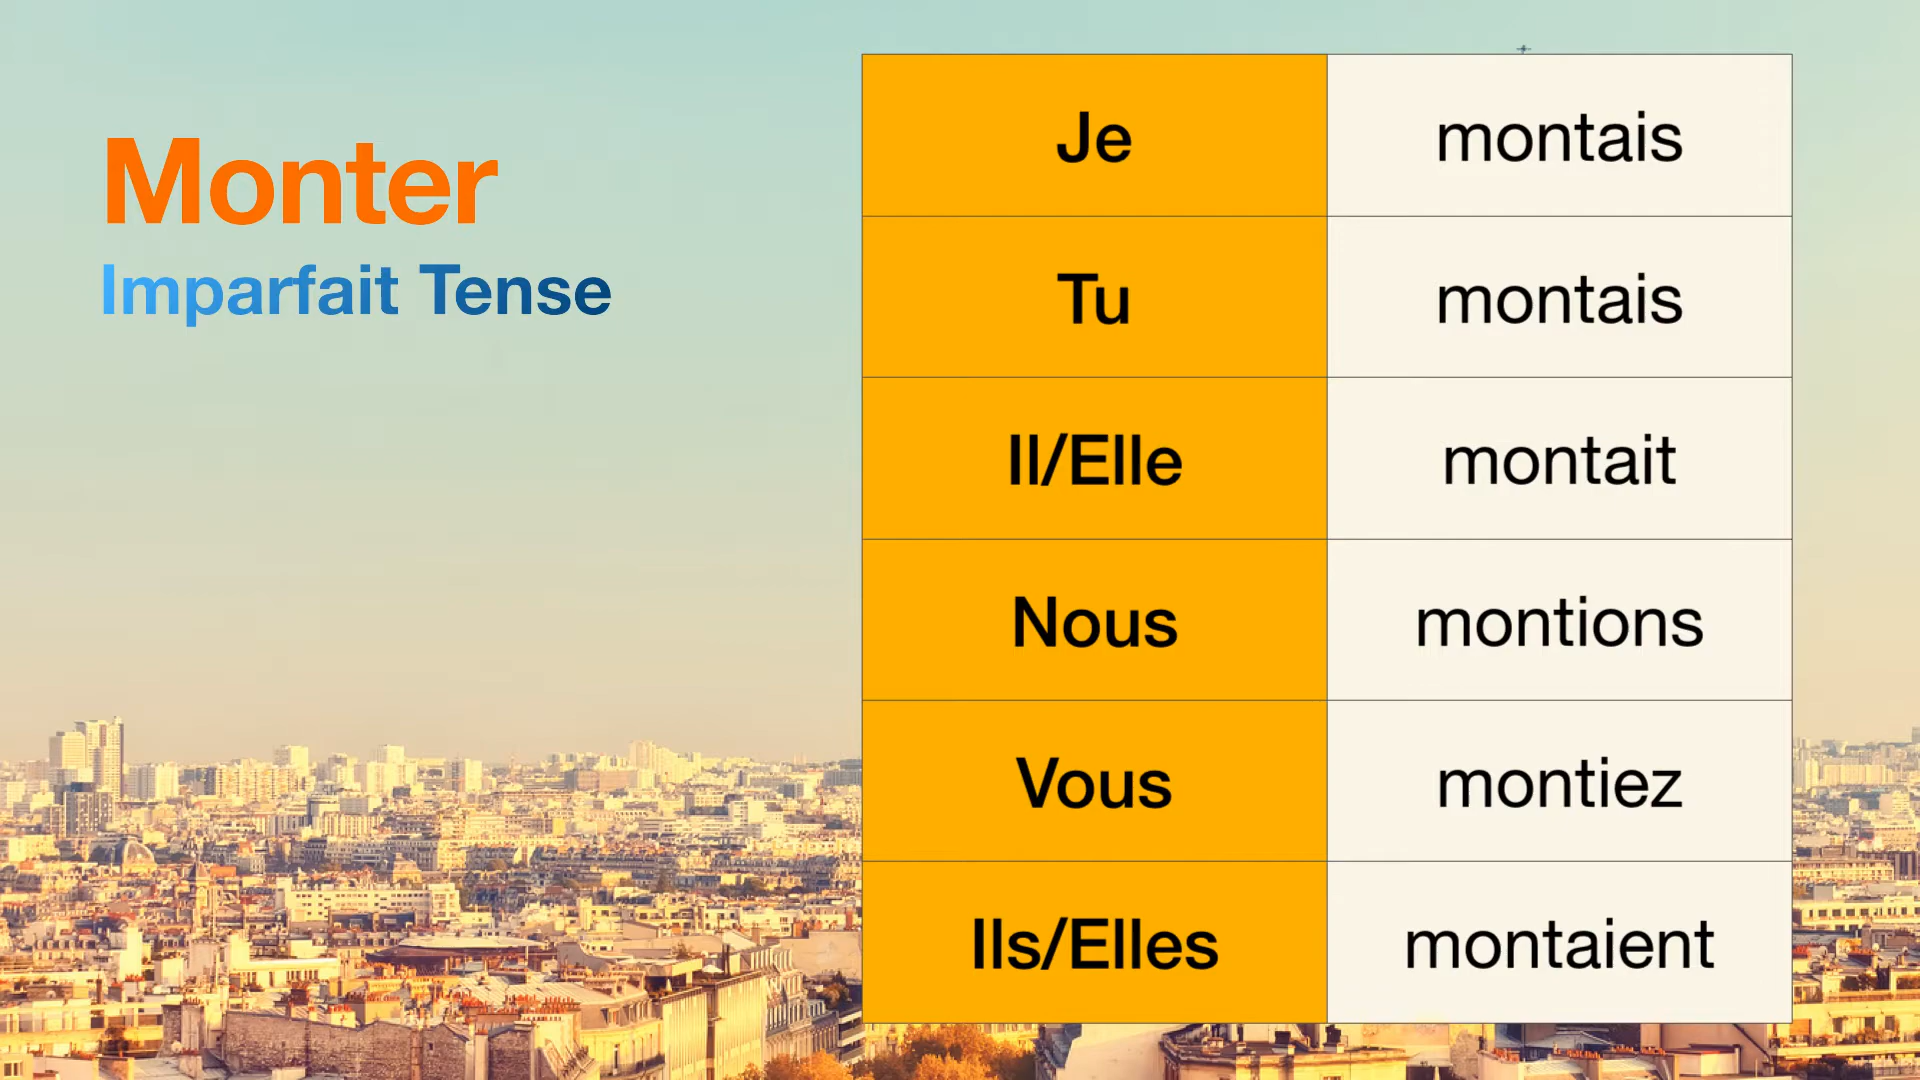 Monter
Imparfait Tense
Je montais
Tu montais
Il/Elle montait
Nous montions
Vous montiez
Ils/Elles montaient